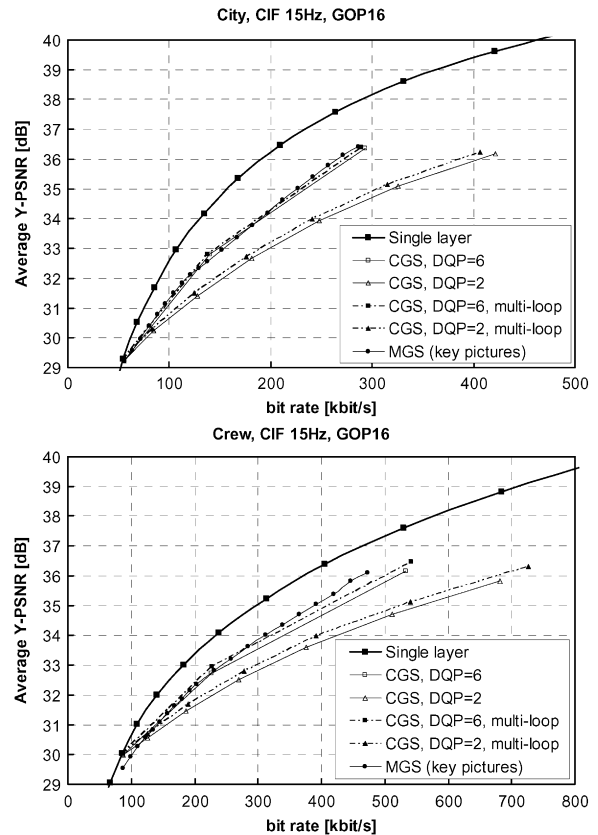 City, CIF 15Hz, GOP16
40
39
38
37
36
35
34
33
32
31
30
29
Average Y-PSNR [dB]
Single layer
CGS, DQP=6
CGS, DQP=2
CGS, DQP=6, multi-loop
CGS, DQP=2, multi-loop
MGS (key pictures)
0 100 200 300 400 500
bit rate [kbit/s]
Crew, CIF 15Hz, GOP16
40
39
38
37
36
35
34
33
32
31
30
29
Average Y-PSNR [dB]
Single layer
CGS, DQP=6
CGS, DQP=2
CGS, DQP=6, multi-loop
CGS, DQP=2, multi-loop
MGS (key pictures)
0 100 200 300 400 500 600 700 800
bit rate [kbit/s]